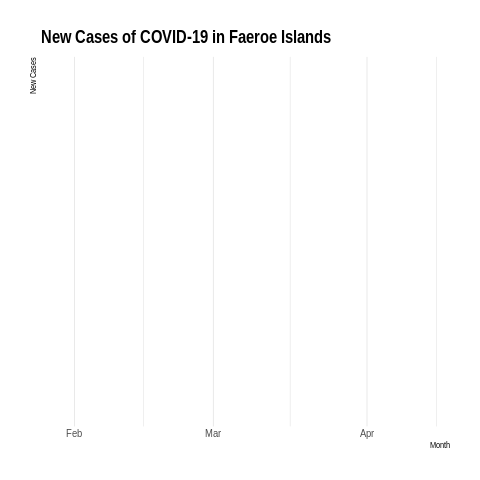 New Cases of COVID-19 in Faeroe Islands
New Cases
Feb
Mar
Apr
Month